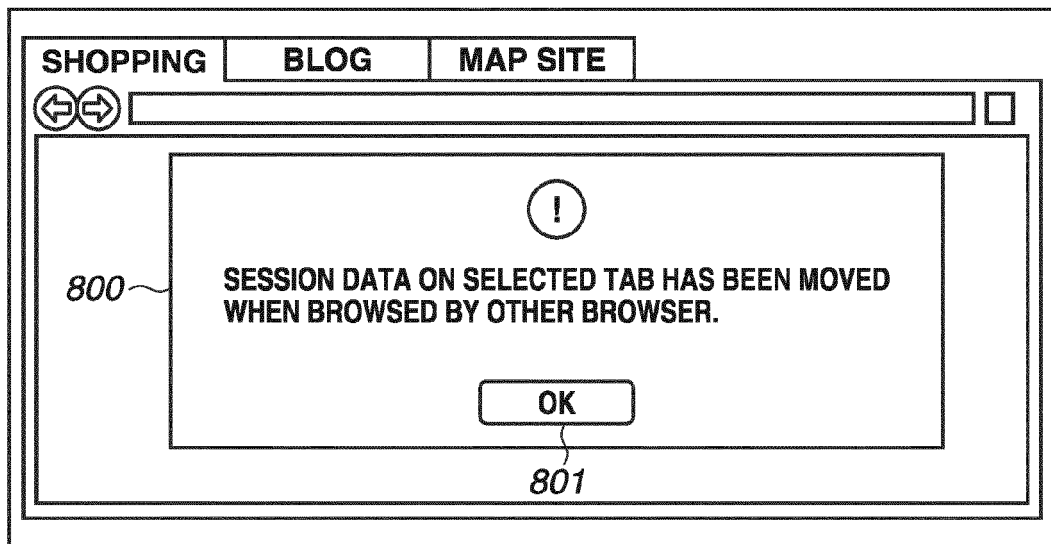 SHOPPING BLOG MAP SITE
!
SESSION DATA ON SELECTED TAB HAS BEEN MOVED
WHEN BROWSED BY OTHER BROWSER.
800
OK
801